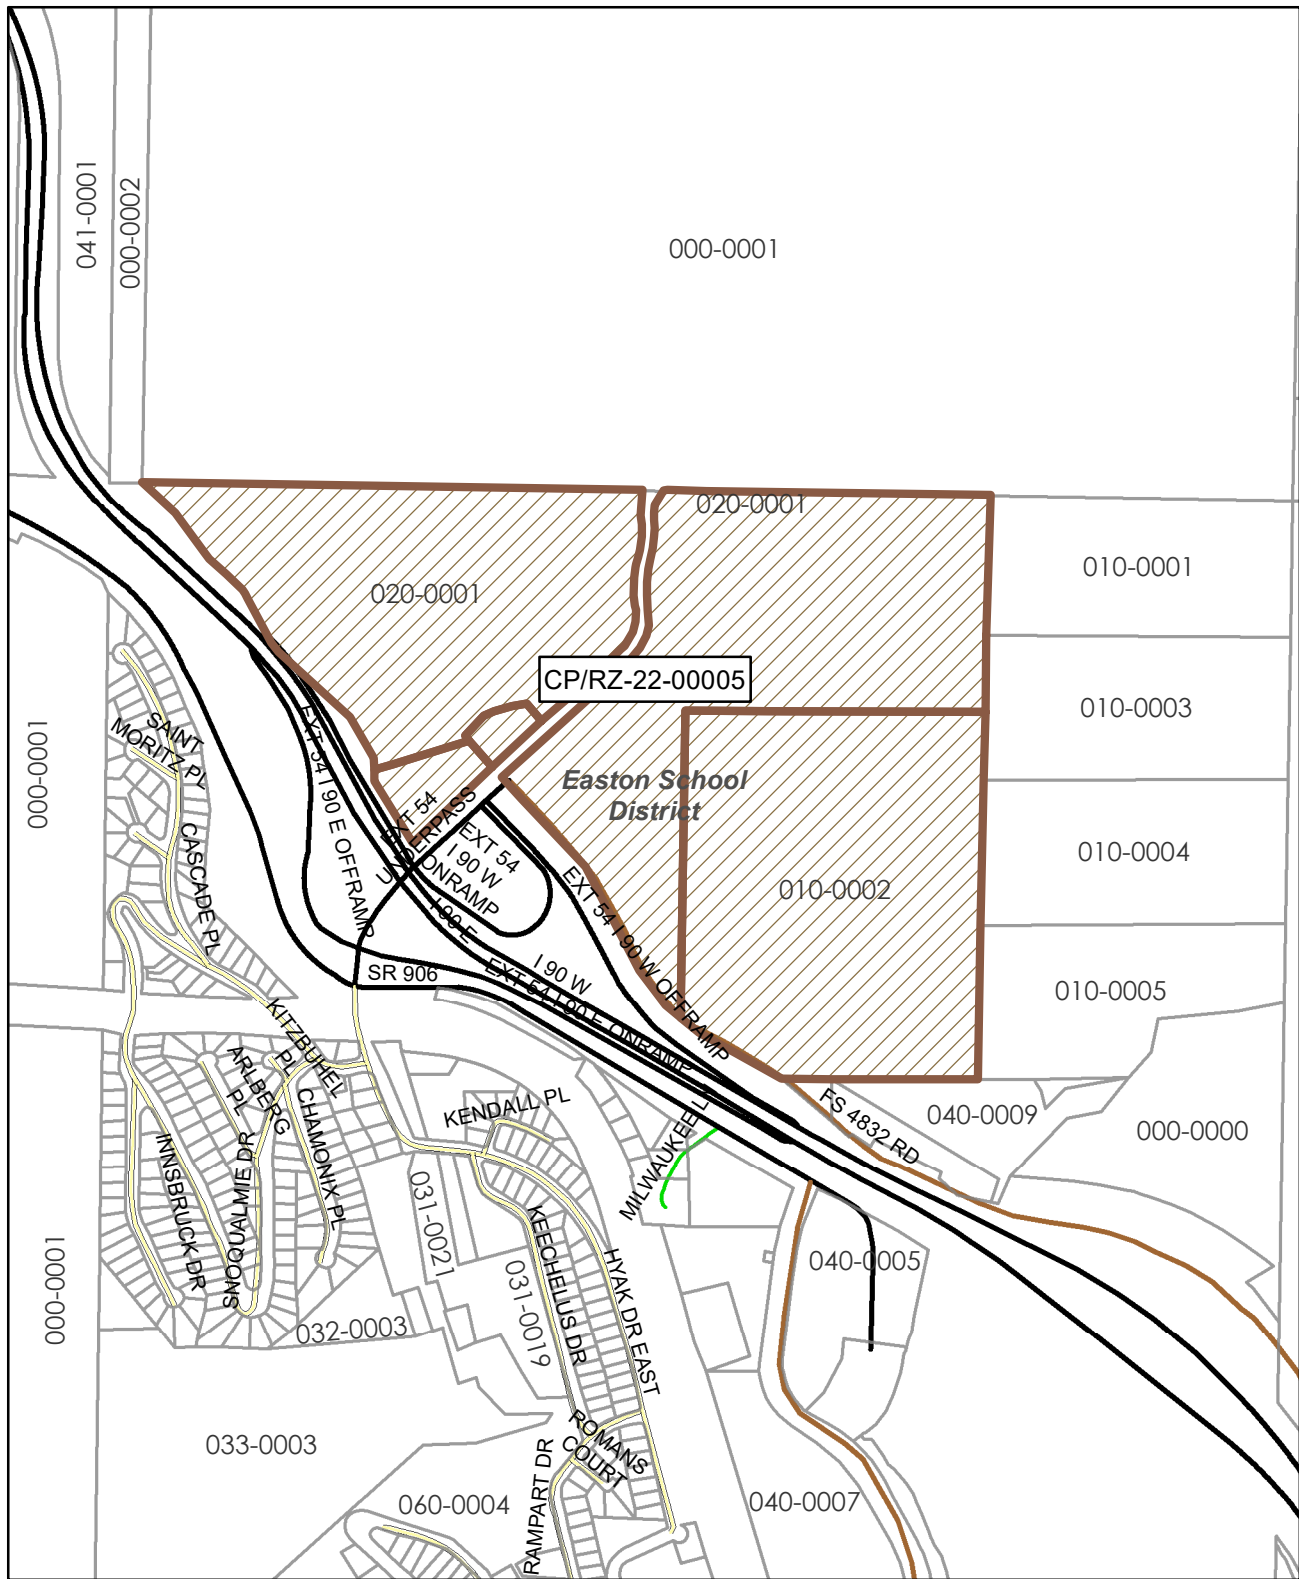 041-0001
000-0002
000-0001
020-0001
020-0001
010-0001
CP/RZ-22-00005
010-0003
000-0001
SAINT
MORITZ PL
EXT 54 I 90 E OFFRAMP
Easton School
District
EXT 54
UNDERPASS
EXT 54
I 90 W
ONRAMP
010-0004
010-0002
CASCADE PL
EXT 54 I 90 W OFFRAMP
I 90 E
I 90 W
SR 906
EXT 54 I 90 E ONRAMP
010-0005
KITZBUHEL
PL
ARLBERG
PL
CHAMONIX PL
KENDALL PL
MILWAUKEE
FS 4832 RD
040-0009
000-0000
INNSBRUCK DR
SNOQUALMIE DR
031-0021
KEECHELUS DR
HYAK DR EAST
040-0005
000-0001
032-0003
031-0019
033-0003
ROMANS
COURT
RAMPART DR
060-0004
040-0007